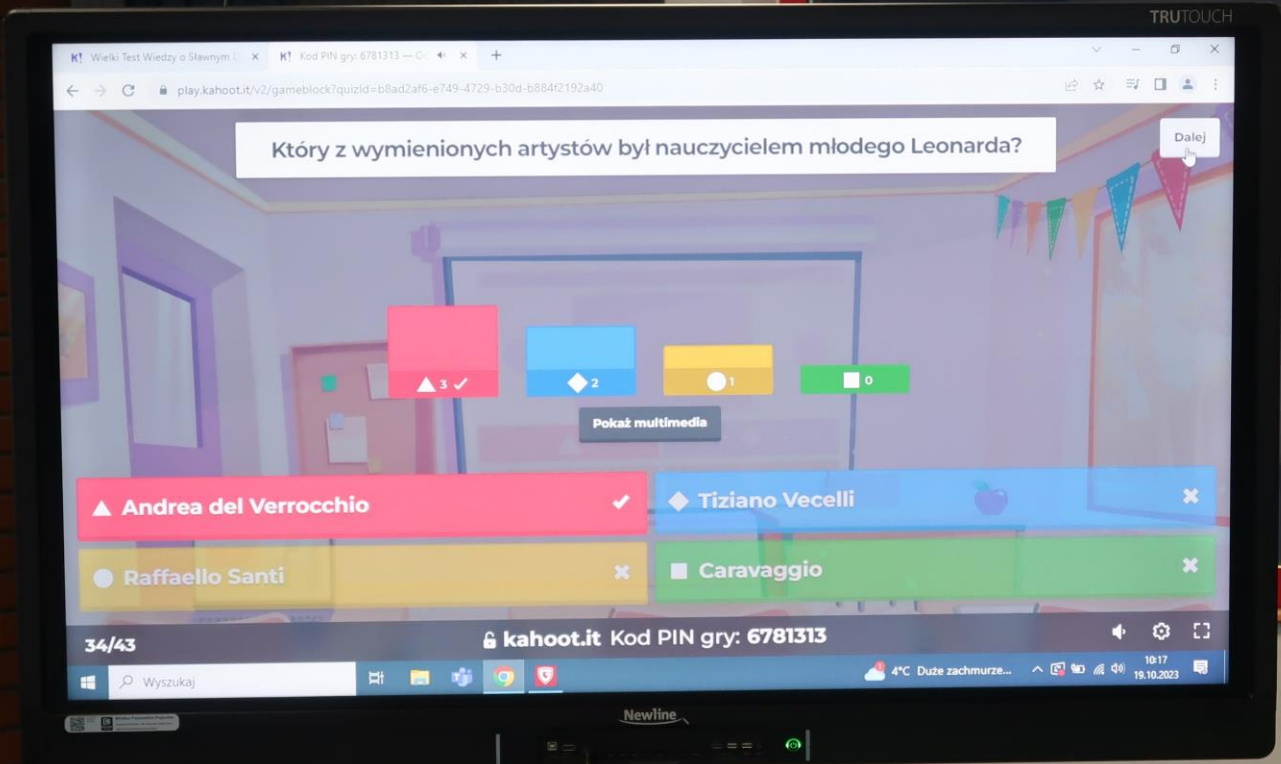 TRUTOUCH
Wielki Test Wiedzy o Sławnym
Kod PIN gry: 6781313 — G
play.kahoot.it/v2/gameblock?quizId=b8ad2af6-e749-4729-b30d-b884f2192a40
Który z wymienionych artystów był nauczycielem młodego Leonarda?
Dalej
3
2
1
0
Pokaż multimedia
Andrea del Verrocchio
Tiziano Vecelli
Raffaello Santi
Caravaggio
34/43
kahoot.it Kod PIN gry: 6781313
Wyszukaj
4°C Duże zachmurze...
10:17
19.10.2023
Newline